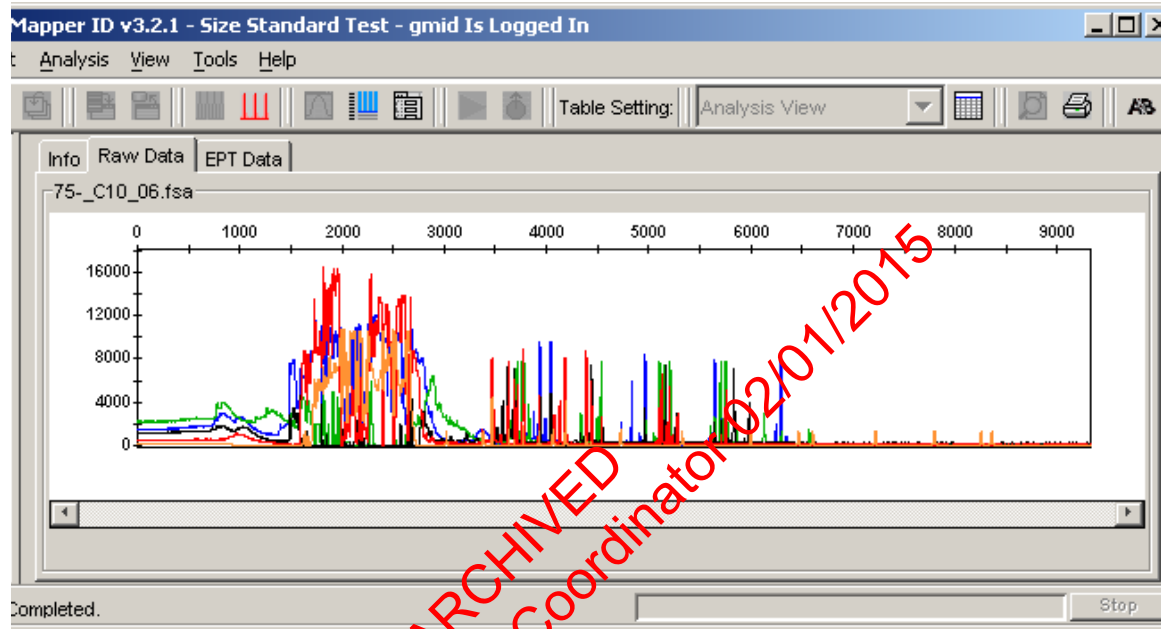 Mapper ID v3.2.1 - Size Standard Test - gmid Is Logged In
Analysis View Tools Help
Table Setting: Analysis View AB
Info Raw Data EPT Data
75-_C10_06.fsa
0 1000 2000 3000 4000 5000 6000 7000 8000 9000
16000
12000
8000
4000
0
ARCHIVED
Coordinator 02/01/2015
Completed. Stop